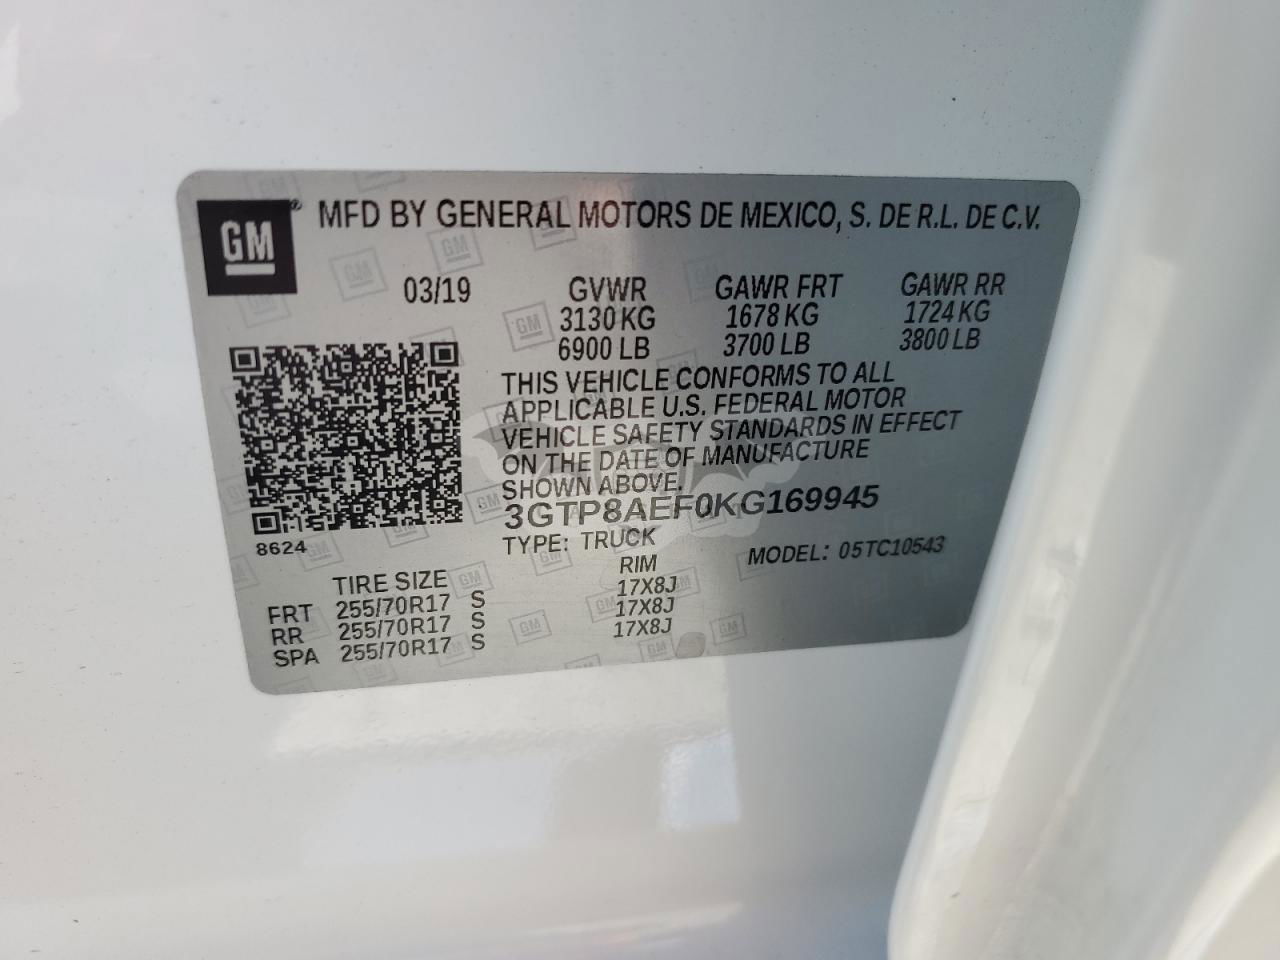 GM® MFD BY GENERAL MOTORS DE MEXICO, S. DE R.L. DE C.V.
03/19 GVWR GAWR FRT GAWR RR
3130 KG 1678 KG 1724 KG
6900 LB 3700 LB 3800 LB
THIS VEHICLE CONFORMS TO ALL
APPLICABLE U.S. FEDERAL MOTOR
VEHICLE SAFETY STANDARDS IN EFFECT
ON THE DATE OF MANUFACTURE
SHOWN ABOVE.
3GTP8AEF0KG169945
8624 TYPE: TRUCK MODEL: 05TC10543
TIRE SIZE RIM
FRT 255/70R17 S 17X8J
RR 255/70R17 S 17X8J
SPA 255/70R17 S 17X8J